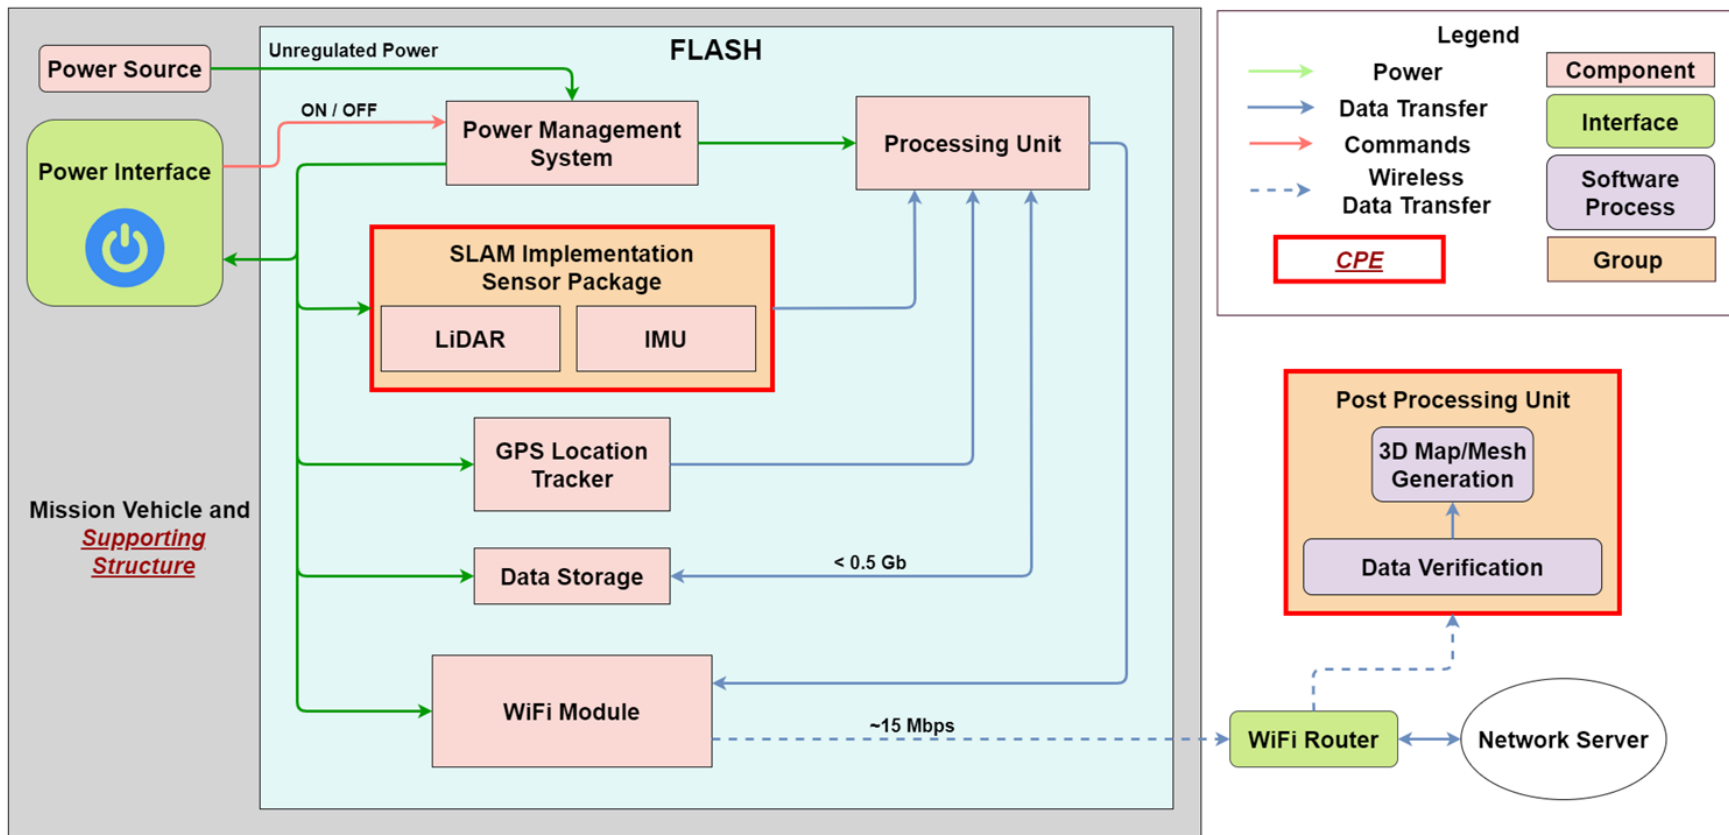 Unregulated Power
FLASH
Power Source
ON / OFF
Power Interface
Power Management
System
Processing Unit
SLAM Implementation
Sensor Package
LiDAR
IMU
GPS Location
Tracker
Mission Vehicle and
Supporting
Structure
Data Storage
< 0.5 Gb
WiFi Module
~15 Mbps
Legend
Power
Component
Data Transfer
Interface
Commands
Wireless
Data Transfer
Software
Process
CPE
Group
Post Processing Unit
3D Map/Mesh
Generation
Data Verification
WiFi Router
Network Server